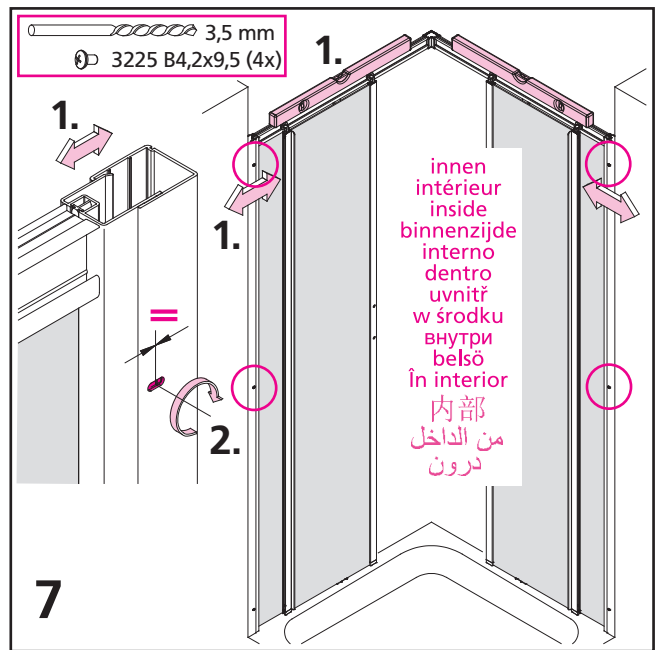 3,5 mm
3225 B4,2x9,5 (4x)
1.
1.
1.
innen
intérieur
inside
binnenzijde
interno
dentro
uvnitř
w środku
внутри
belsö
În interior
内部
من الداخل
درون
=
2.
7